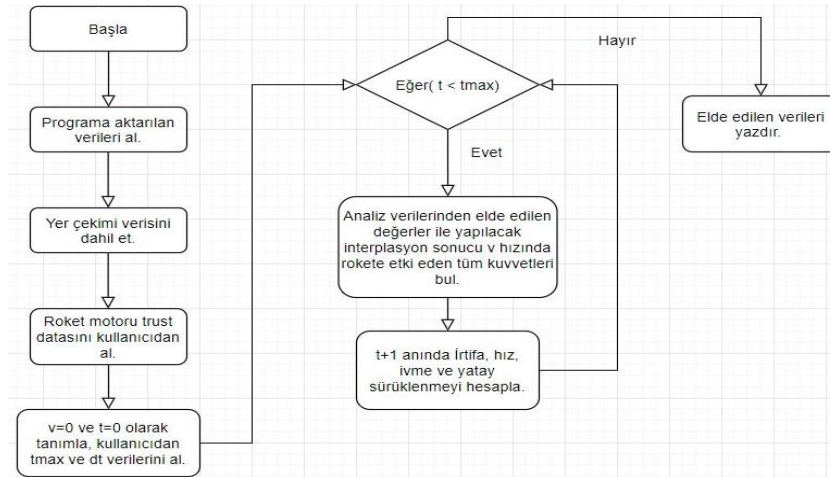 Başla
Programa aktarılan
verileri al.
Yer çekimi verisini
dahil et.
Roket motoru trust
datasını kullanıcıdan
al.
v=0 ve t=0 olarak
tanımla, kullanıcıdan
tmax ve dt verilerini al.
Eğer( t < tmax)
Evet
Analiz verilerinden elde edilen
değerler ile yapılacak
interplasyon sonucu v hızında
rokete etki eden tüm kuvvetleri
bul.
t+1 anında İrtifa, hız,
ivme ve yatay
sürüklenmeyi hesapla.
Hayır
Elde edilen verileri
yazdır.